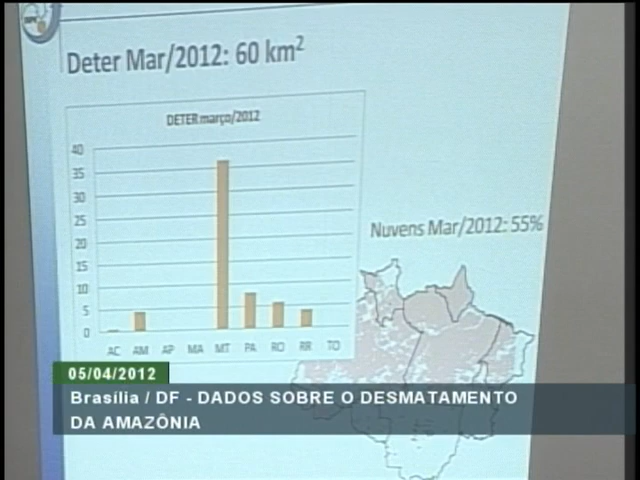 Deter Mar/2012: 60 km²
DETER março/2012
40
35
30
25
20
15
10
5
0
AC AM AP MA MT PA RO RR TO
Nuvens Mar/2012: 55%
05/04/2012
Brasília / DF - DADOS SOBRE O DESMATAMENTO
DA AMAZÔNIA